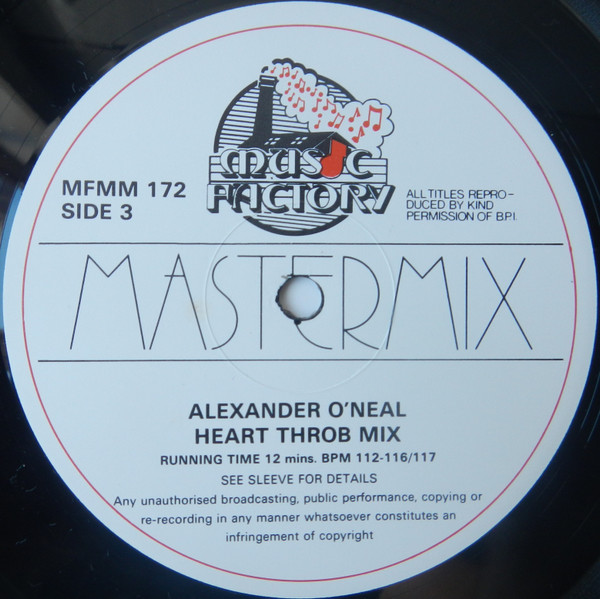 MUSIC
FACTORY
MFMM 172
SIDE 3
ALL TITLES REPRO-
DUCED BY KIND
PERMISSION OF B.P.I.
MASTERMIX
ALEXANDER O'NEAL
HEART THROB MIX
RUNNING TIME 12 mins. BPM 112-116/117
SEE SLEEVE FOR DETAILS
Any unauthorised broadcasting, public performance, copying or
re-recording in any manner whatsoever constitutes an
infringement of copyright